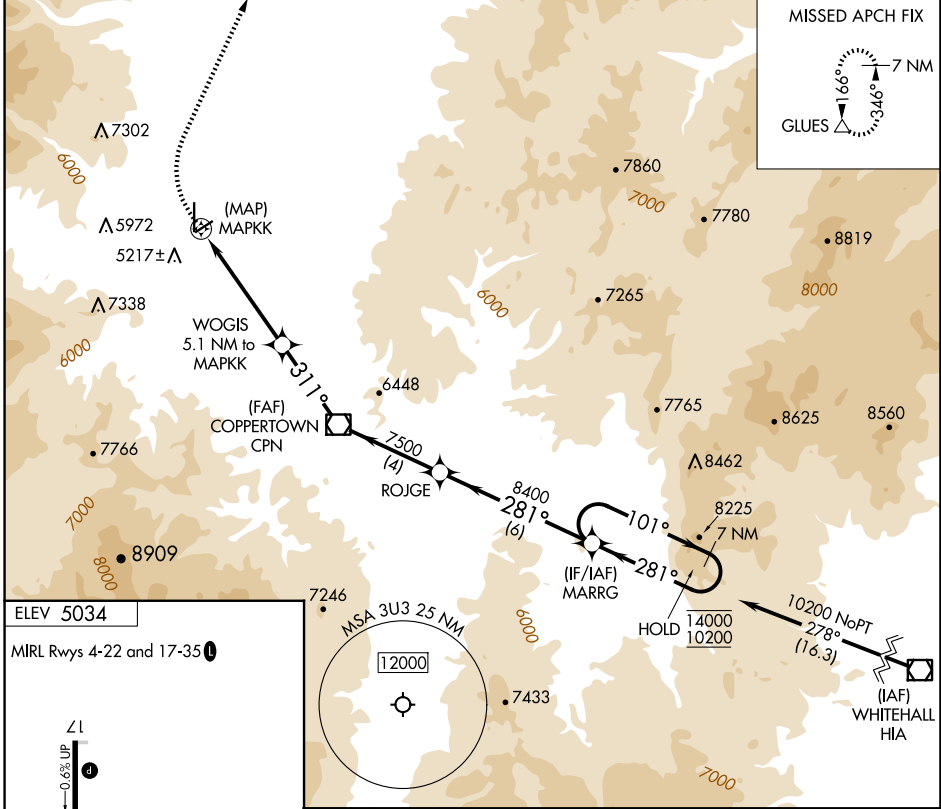 MISSED APCH FIX
7 NM
166°
346°
GLUES
7302
6000
7860
7000
7780
(MAP)
MAPKK
5972
5217±
8819
8000
7265
6000
7338
6000
WOGIS
5.1 NM to
MAPKK
311°
6448
(FAF)
COPPERTOWN
CPN
7765
8625
8560
7500
(4)
ROJGE
7766
8462
7000
8400
281°
(6)
101°
8225
7 NM
8909
8000
(IF/IAF)
MARRG
281°
HOLD
14000
10200
10200 NoPT
278°
(16.3)
(IAF)
WHITEHALL
HIA
7246
6000
ELEV 5034
MIRL Rwys 4-22 and 17-35 L
MSA 3U3 25 NM
12000
7433
7000
17
0.6% UP
P